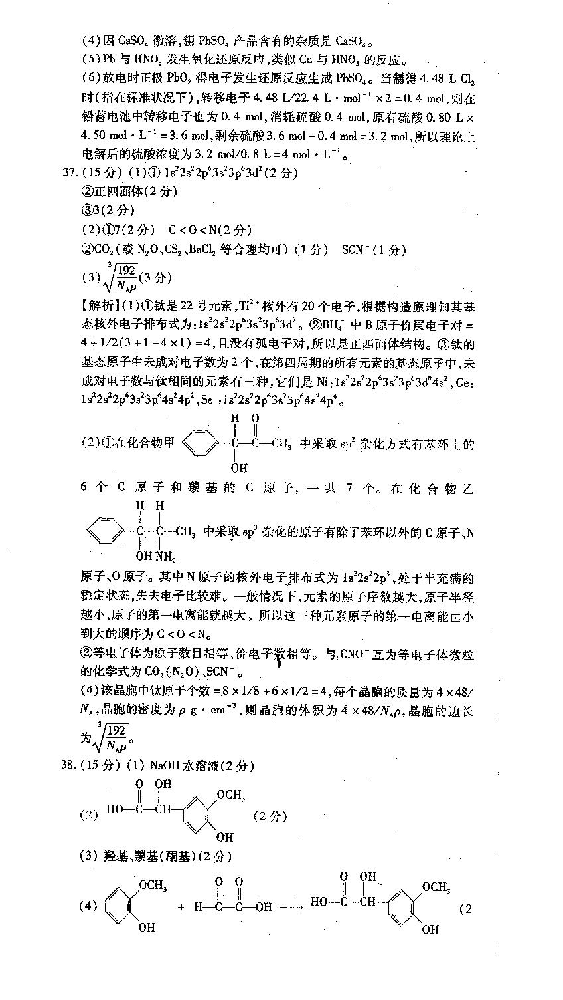 (4)因 CaSO₄ 微溶,粗 PbSO₄ 产品含有的杂质是 CaSO₄。
(5)Pb 与 HNO₃ 发生氧化还原反应,类似 Cu 与 HNO₃ 的反应。
(6)放电时正极 PbO₂ 得电子发生还原反应生成 PbSO₄。当制得 4.48 L Cl₂
时(指在标准状况下),转移电子 4.48 L/22.4 L·mol⁻¹ ×2=0.4 mol,则在
铅蓄电池中转移电子也为 0.4 mol,消耗硫酸 0.4 mol,原有硫酸 0.80 L×
4.50 mol·L⁻¹=3.6 mol,剩余硫酸 3.6 mol-0.4 mol=3.2 mol,所以理论上
电解后的硫酸浓度为 3.2 mol/0.8 L=4 mol·L⁻¹。
37.(15 分) (1)① 1s²2s²2p⁶3s²3p⁶3d²(2 分)
②正四面体(2 分)
③3(2 分)
(2)①7(2 分) C<O<N(2 分)
②CO₂(或 N₂O、CS₂、BeCl₂ 等合理均可) (1 分) SCN⁻(1 分)
(3)∛(192/N_Aρ)(3 分)
【解析】(1)①钛是 22 号元素;Ti²⁺核外有 20 个电子,根据构造原理知其基
态核外电子排布式为:1s²2s²2p⁶3s²3p⁶3d²。②BH₄⁻ 中 B 原子价层电子对=
4+1/2(3+1-4×1)=4,且没有孤电子对,所以是正四面体结构。③钛的
基态原子中未成对电子数为 2 个,在第四周期的所有元素的基态原子中,未
成对电子数与钛相同的元素有三种,它们是 Ni:1s²2s²2p⁶3s²3p⁶3d⁸4s²,Ge:
1s²2s²2p⁶3s²3p⁶4s²4p²,Se:1s²2s²2p⁶3s²3p⁶4s²4p⁴。
H O
(2)①在化合物甲 C—C—CH₃ 中采取 sp² 杂化方式有苯环上的
OH
6 个 C 原子和羰基的 C 原子,一共 7 个。在化合物乙
H H
C—C—CH₃ 中采取 sp³ 杂化的原子有除了苯环以外的 C 原子、N
OH NH₂
原子、O 原子。其中 N 原子的核外电子排布式为 1s²2s²2p³,处于半充满的
稳定状态,失去电子比较难。一般情况下,元素的原子序数越大,原子半径
越小,原子的第一电离能就越大。所以这三种元素原子的第一电离能由小
到大的顺序为 C<O<N。
②等电子体为原子数目相等、价电子数相等。与 CNO⁻ 互为等电子体微粒
的化学式为 CO₂(N₂O)、SCN⁻。
(4)该晶胞中钛原子个数=8×1/8+6×1/2=4,每个晶胞的质量为 4×48/
N_A,晶胞的密度为 ρ g·cm⁻³,则晶胞的体积为 4×48/N_Aρ,晶胞的边长
为∛(192/N_Aρ)。
38.(15 分) (1) NaOH 水溶液(2 分)
O OH
OCH₃
(2) HO—C—CH (2 分)
OH
(3) 羟基、羰基(酮基)(2 分)
OCH₃ O O O OH OCH₃
(4) + H—C—C—OH ⟶ HO—C—CH (2
OH OH